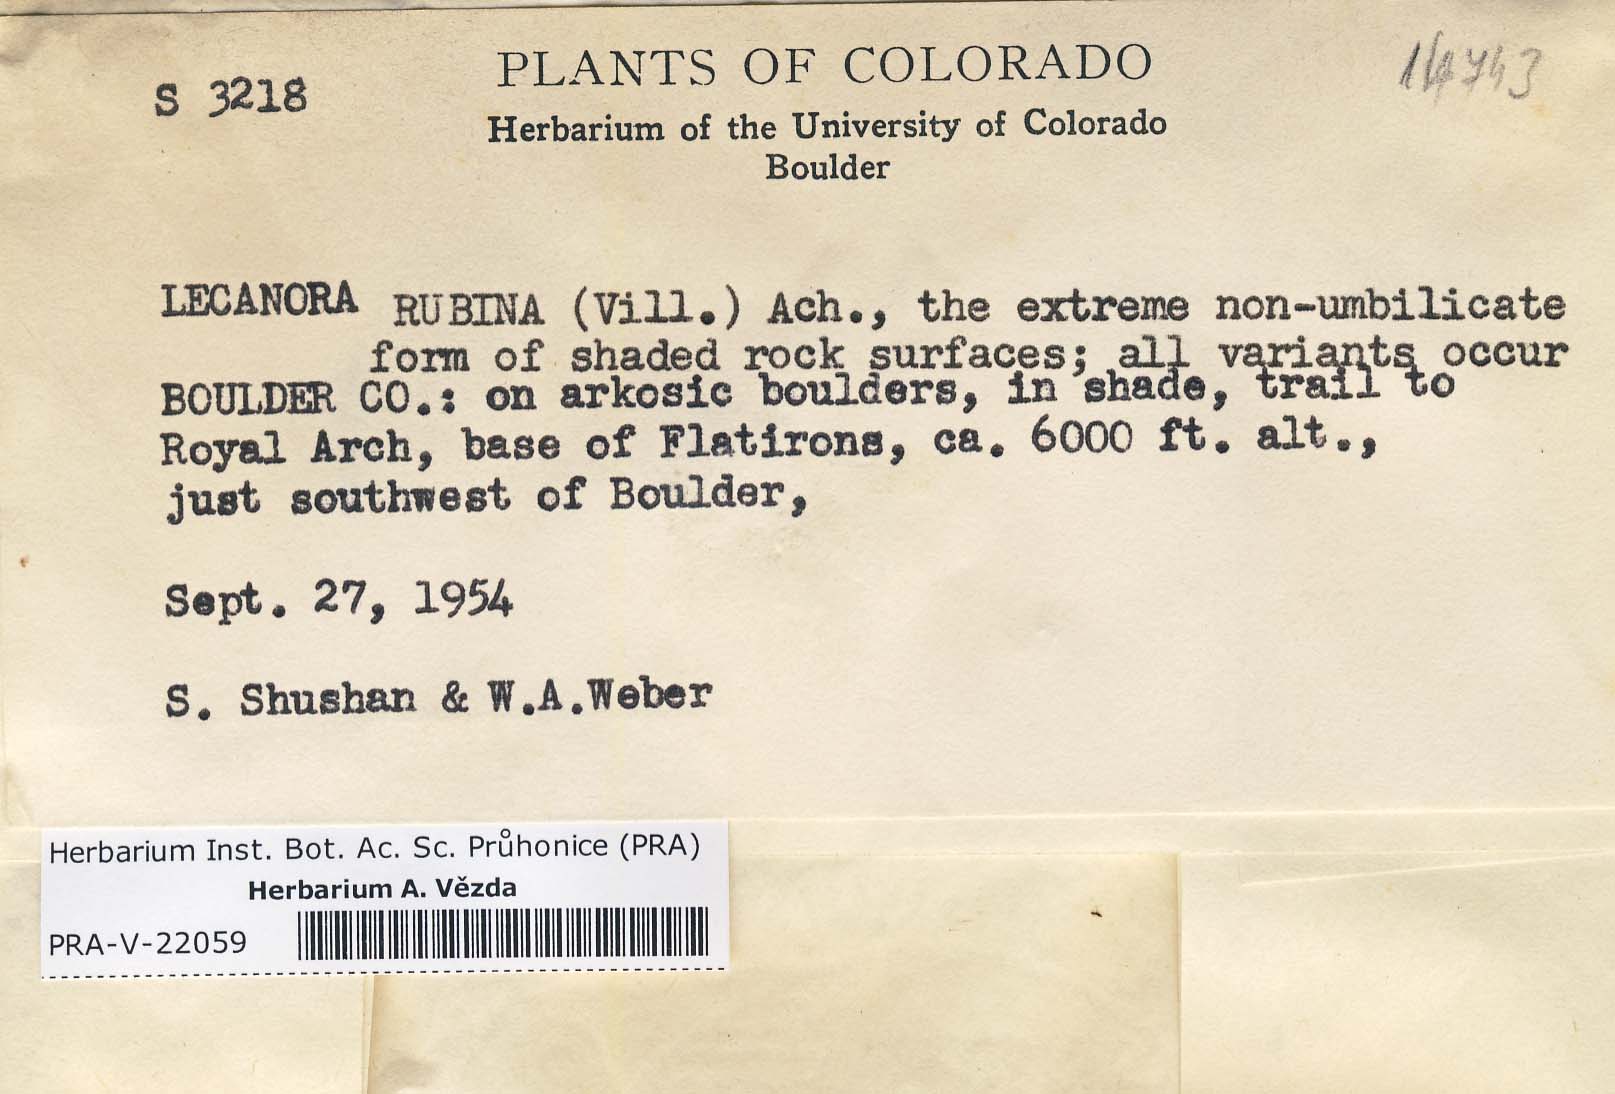 S 3218
PLANTS OF COLORADO
Herbarium of the University of Colorado
Boulder
LECANORA RUBINA (Vill.) Ach., the extreme non-umbilicate
form of shaded rock surfaces; all variants occur
BOULDER CO.: on arkosic boulders, in shade, trail to
Royal Arch, base of Flatirons, ca. 6000 ft. alt.,
just southwest of Boulder,
Sept. 27, 1954
S. Shushan & W.A.Weber
Herbarium Inst. Bot. Ac. Sc. Průhonice (PRA)
Herbarium A. Vězda
PRA-V-22059